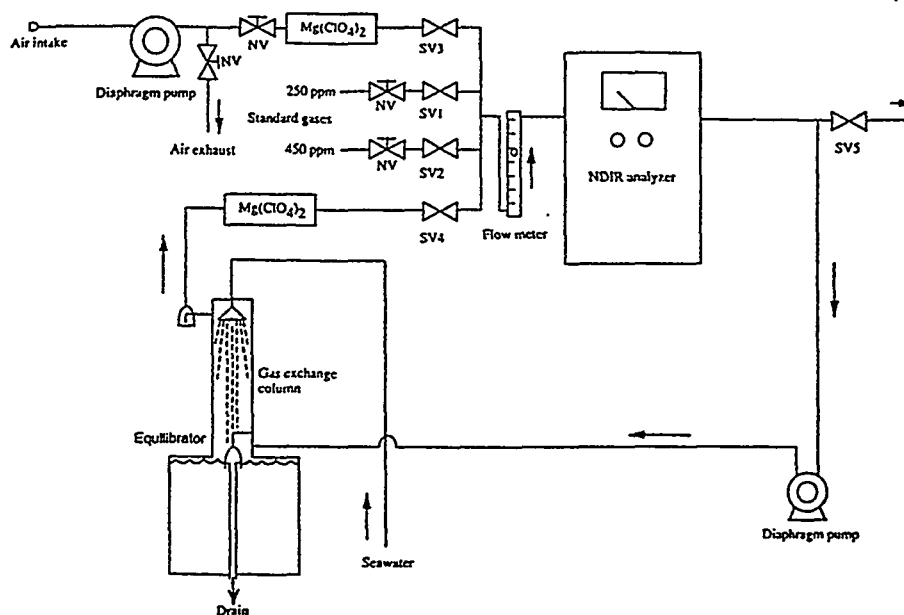 Air intake
NV
Mg(ClO4)2
SV3
NV
Diaphragm pump
Air exhaust
250 ppm
NV
SV1
Standard gases
450 ppm
NV
SV2
Mg(ClO4)2
SV4
Flow meter
NDIR analyzer
SV5
Gas exchange
column
Equilibrator
Seawater
Drain
Diaphragm pump